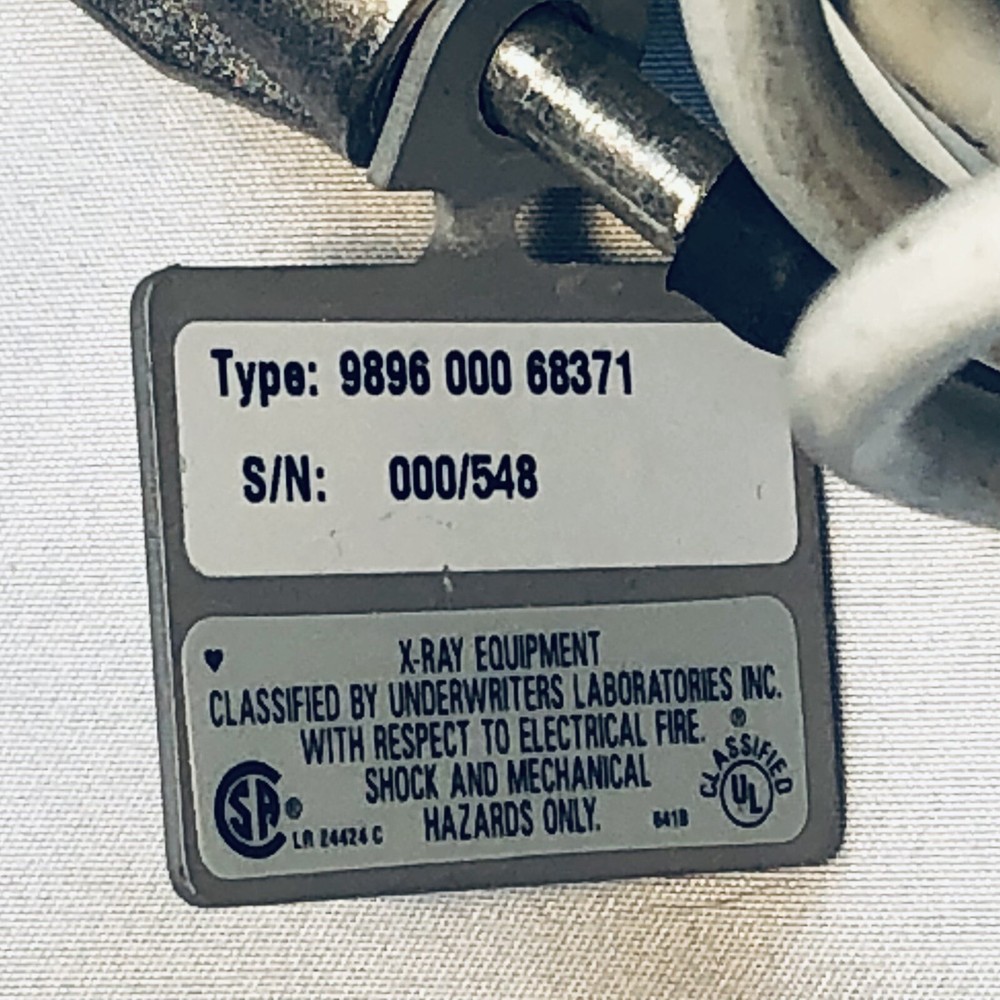 Type: 9896 000 68371
S/N: 000/548
♥ X-RAY EQUIPMENT
CLASSIFIED BY UNDERWRITERS LABORATORIES INC.
WITH RESPECT TO ELECTRICAL FIRE. ®
SHOCK AND MECHANICAL
HAZARDS ONLY.
SA ®
LR 24424 C
641B
CLASSIFIED
UL